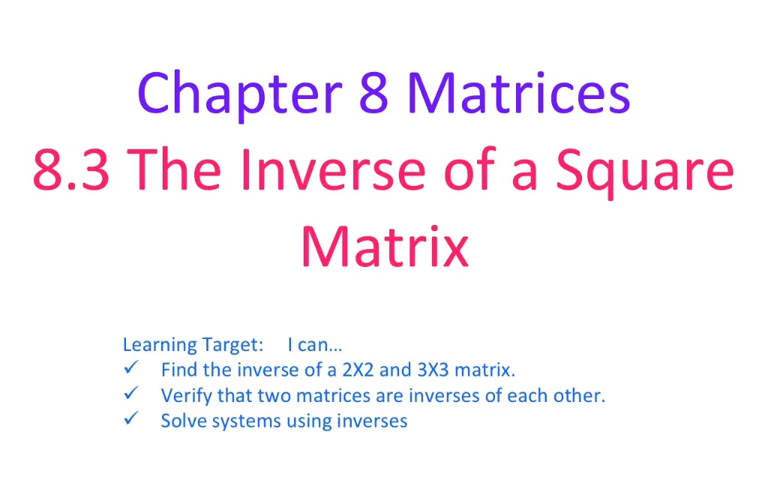 Chapter 8 Matrices
8.3 The Inverse of a Square
Matrix
Learning Target: I can...
✓ Find the inverse of a 2X2 and 3X3 matrix.
✓ Verify that two matrices are inverses of each other.
✓ Solve systems using inverses